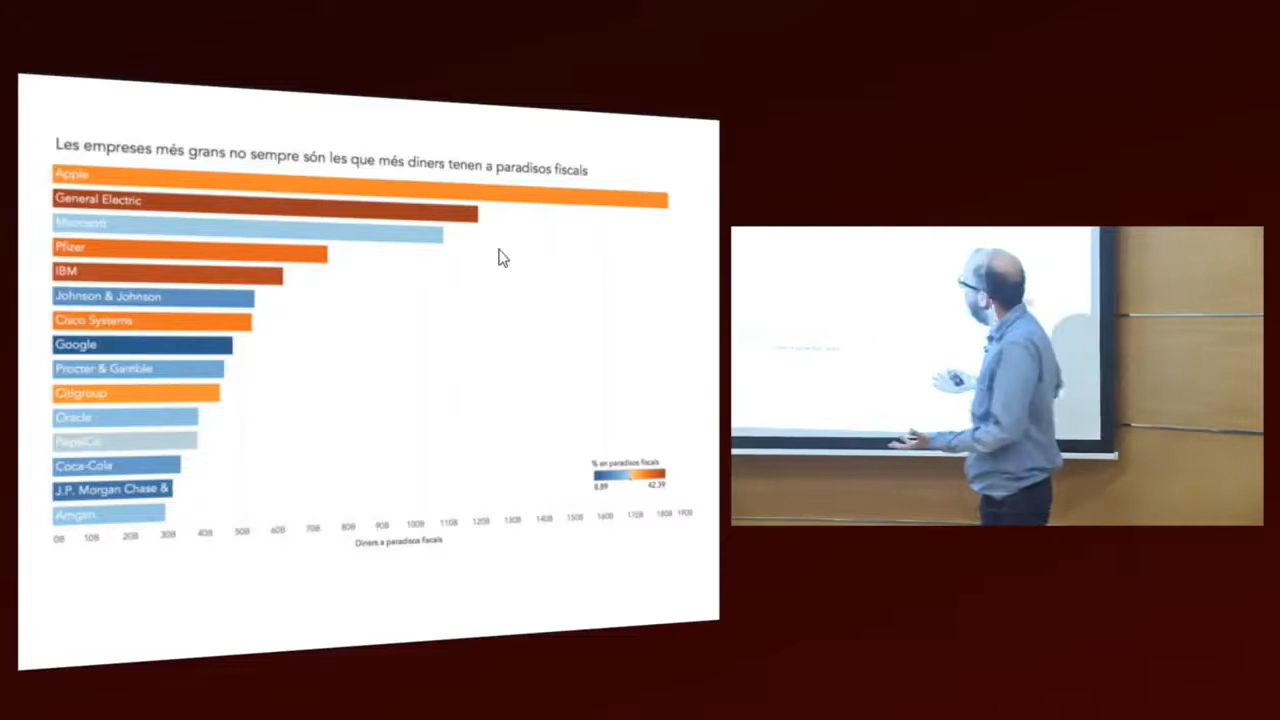 Les empreses més grans no sempre són les que més diners tenen a paradisos fiscals
Apple
General Electric
Microsoft
Pfizer
IBM
Johnson & Johnson
Cisco Systems
Google
Procter & Gamble
Citigroup
Oracle
PepsiCo
Coca-Cola
J.P. Morgan Chase &
Amgen
% en paradisos fiscals
8.89 42.39
0B 10B 20B 30B 40B 50B 60B 70B 80B 90B 100B 110B 120B 130B 140B 150B 160B 170B 180B 190B
Diners a paradisos fiscals